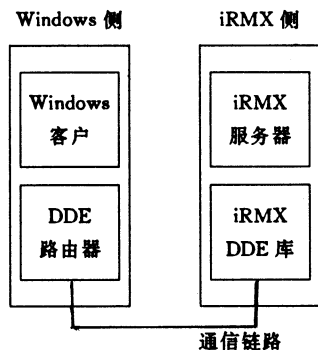 Windows 侧
iRMX 侧
Windows
客户
iRMX
服务器
DDE
路由器
iRMX
DDE 库
通信链路